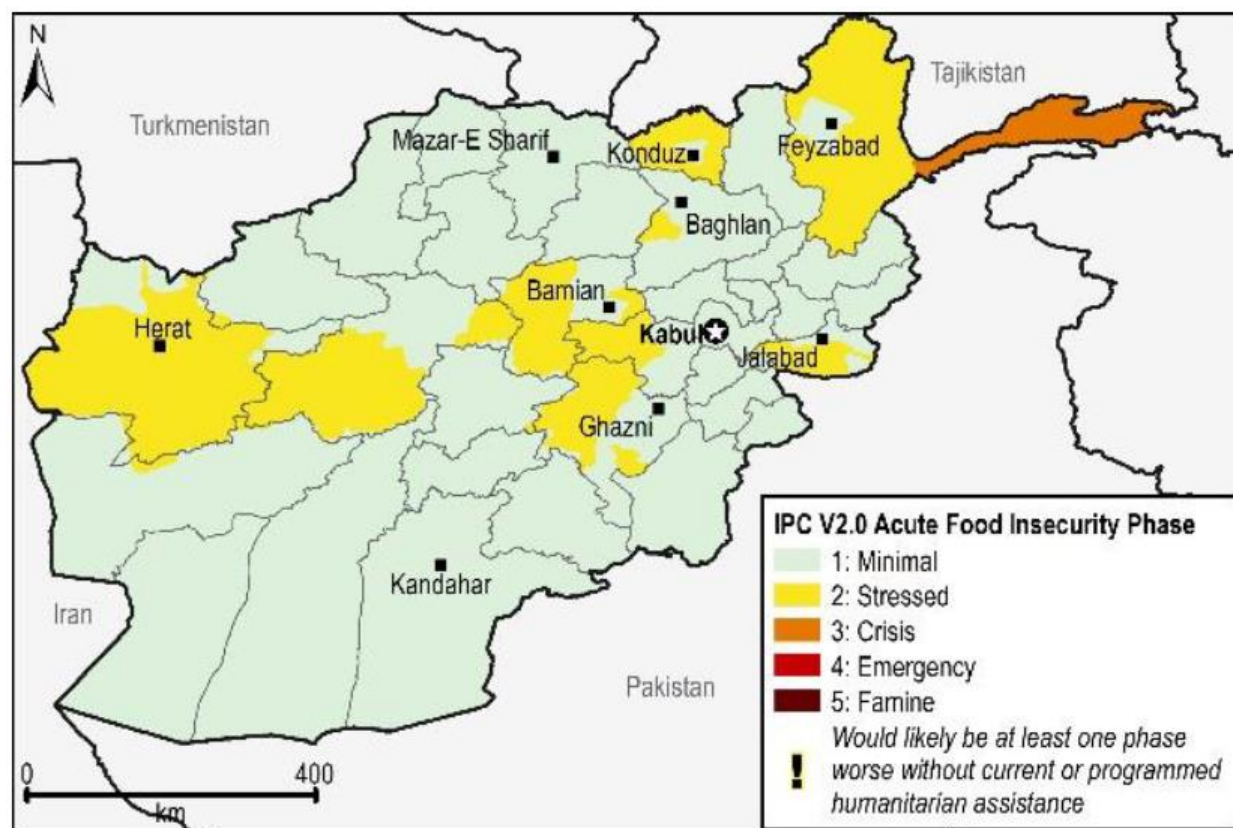 N
Tajikistan
Turkmenistan
Mazar-E Sharif
Konduz
Feyzabad
Baghlan
Bamian
Herat
Kabul
Jalabad
Ghazni
Kandahar
Iran
Pakistan
0 400
km
IPC V2.0 Acute Food Insecurity Phase
1: Minimal
2: Stressed
3: Crisis
4: Emergency
5: Famine
! Would likely be at least one phase
worse without current or programmed
humanitarian assistance